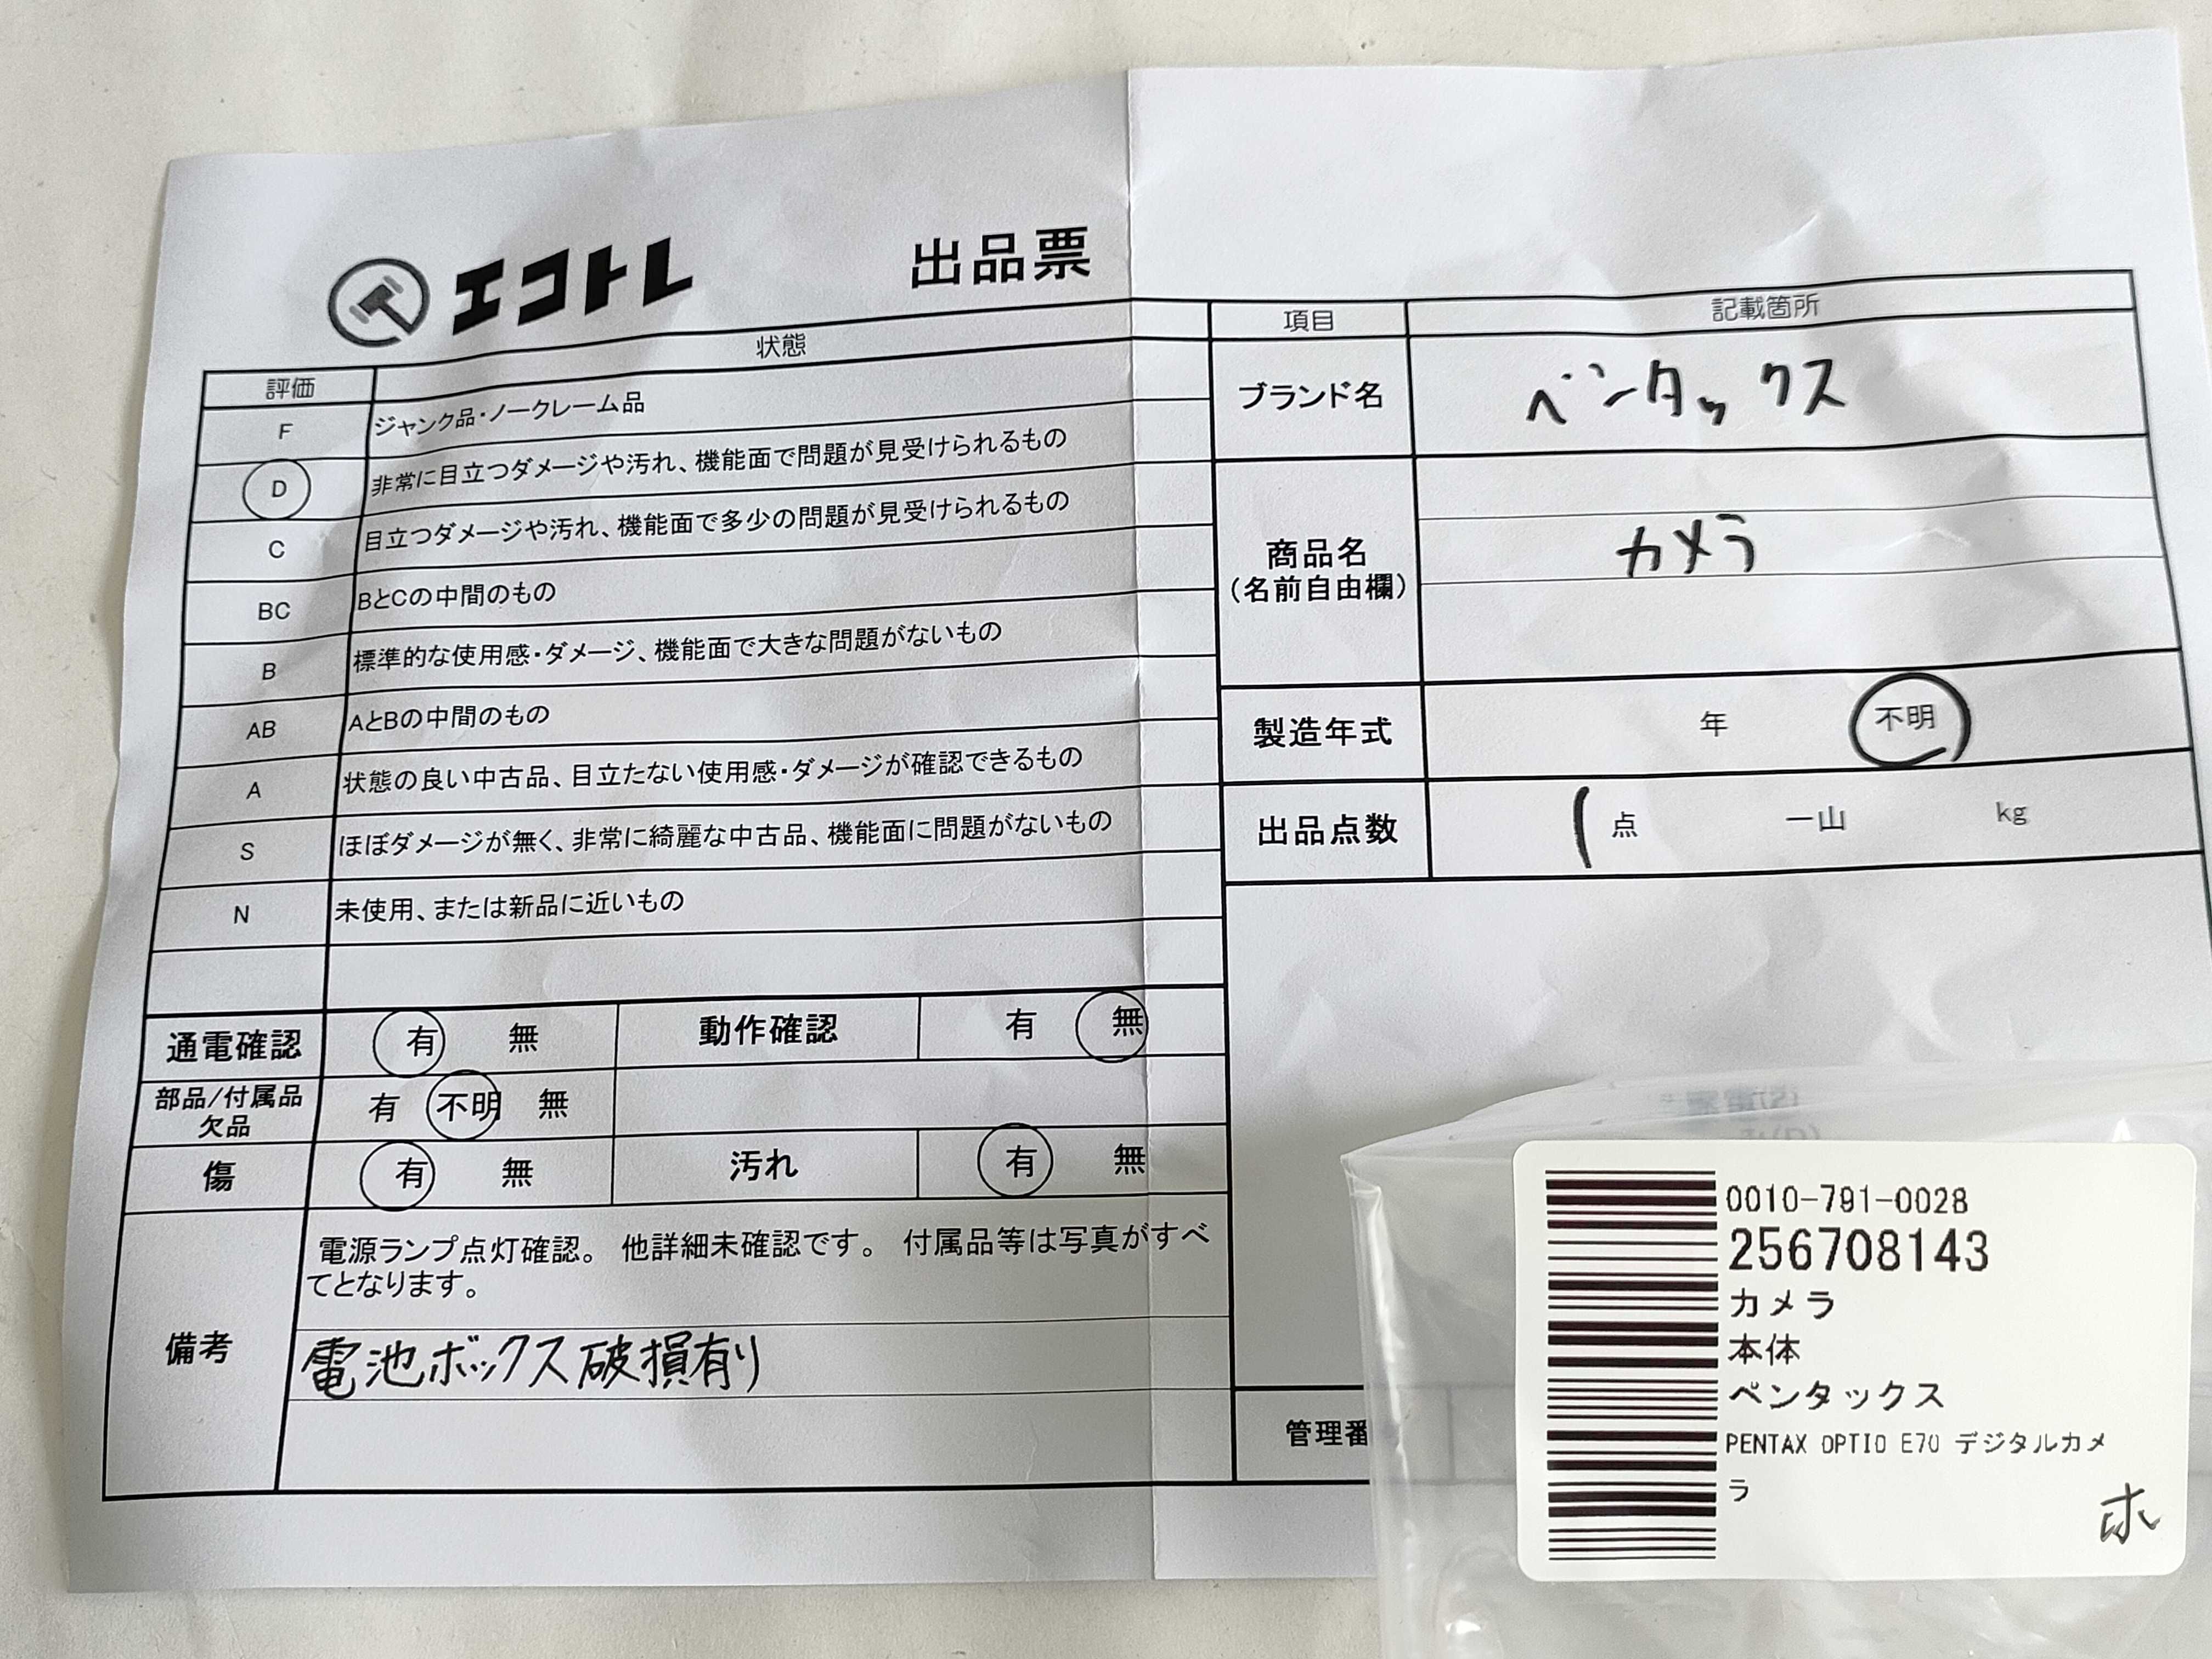 エコトレ 出品票
評価 状態
F ジャンク品・ノークレーム品
D 非常に目立つダメージや汚れ、機能面で問題が見受けられるもの
C 目立つダメージや汚れ、機能面で多少の問題が見受けられるもの
BC BとCの中間のもの
B 標準的な使用感・ダメージ、機能面で大きな問題がないもの
AB AとBの中間のもの
A 状態の良い中古品、目立たない使用感・ダメージが確認できるもの
S ほぼダメージが無く、非常に綺麗な中古品、機能面に問題がないもの
N 未使用、または新品に近いもの
通電確認 有 無 動作確認 有 無
部品/付属品
欠品 有 不明 無
傷 有 無 汚れ 有 無
備考
電源ランプ点灯確認。 他詳細未確認です。 付属品等は写真がすべ
てとなります。
電池ボックス破損有り
項目 記載箇所
ブランド名 ペンタックス
商品名
(名前自由欄)
カメラ
製造年式 年 不明
出品点数 1 点 一山 kg
管理番
0010-791-0028
256708143
カメラ
本体
ペンタックス
PENTAX OPTIO E70 デジタルカメ
ラ
ホ